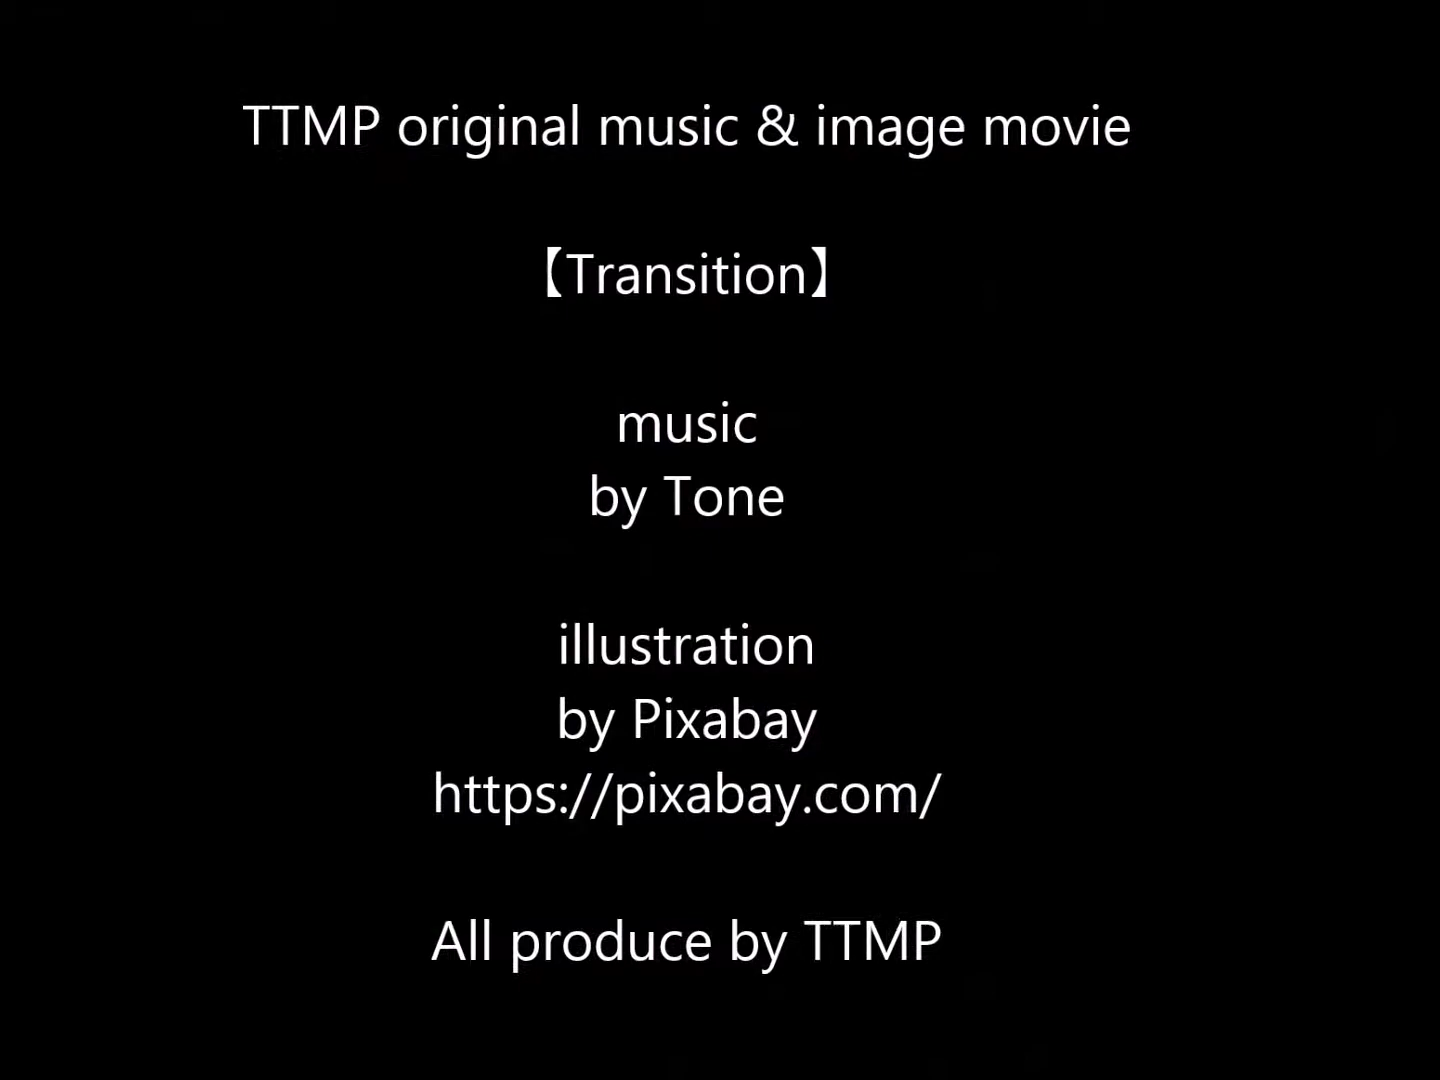 TTMP original music & image movie
【Transition】
music
by Tone
illustration
by Pixabay
https://pixabay.com/
All produce by TTMP